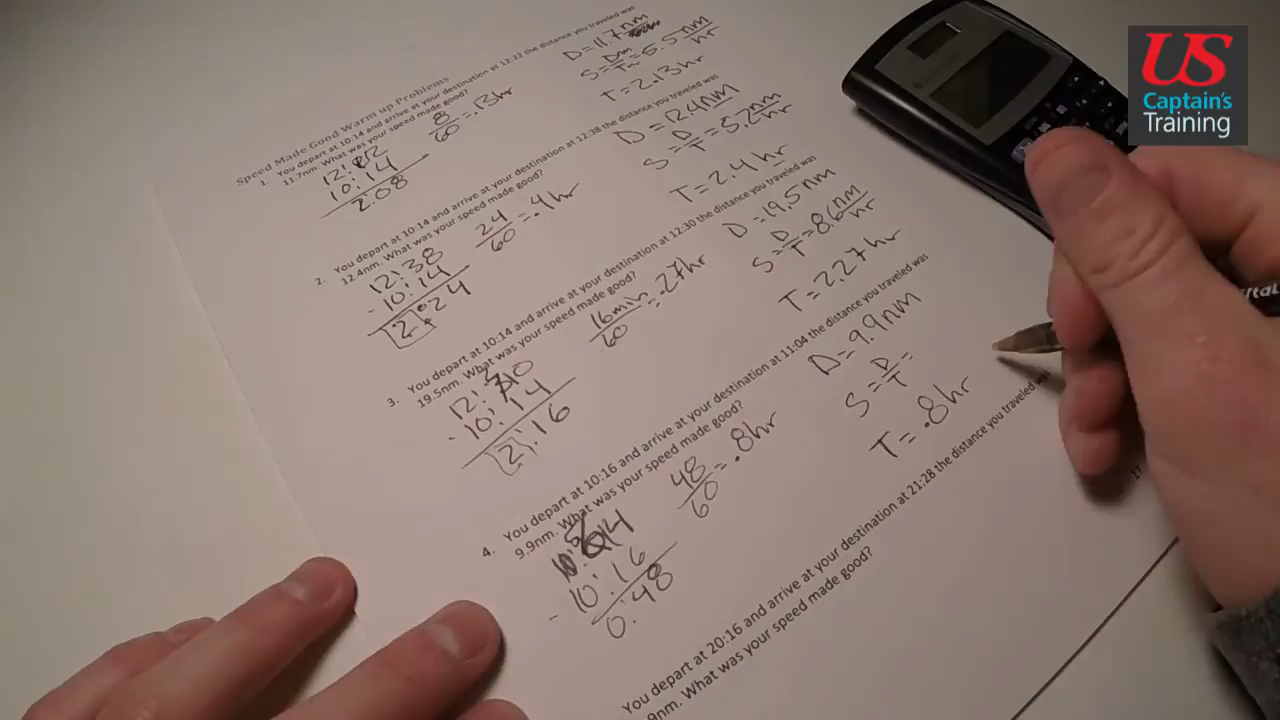 US
Captain's
Training
Speed Made Good Warm up Problems
1. You depart at 10:14 and arrive at your destination at 12:22 the distance you traveled was
11.7nm. What was your speed made good?
12:22
10:14
208
8/60 = .13hr
D = 11.7nm
S = D/T = 5.5 nm/hr
T = 2.13hr
2. You depart at 10:14 and arrive at your destination at 12:38 the distance you traveled was
12.4nm. What was your speed made good?
12:38
- 10:14
2:24
24/60 = .4hr
D = 12.4nm
S = D/T = 5.2 nm/hr
T = 2.4hr
3. You depart at 10:14 and arrive at your destination at 12:30 the distance you traveled was
19.5nm. What was your speed made good?
12:
- 10:14
2:16
16min/60 = .27hr
D = 19.5nm
S = D/T = 8.6 nm/hr
T = 2.27hr
4. You depart at 10:16 and arrive at your destination at 11:04 the distance you traveled was
9.9nm. What was your speed made good?
- 10:16
0:48
48/60 = .8hr
D = 9.9nm
S = D/T =
T = .8hr
You depart at 20:16 and arrive at your destination at 21:28 the distance you traveled was
9nm. What was your speed made good?